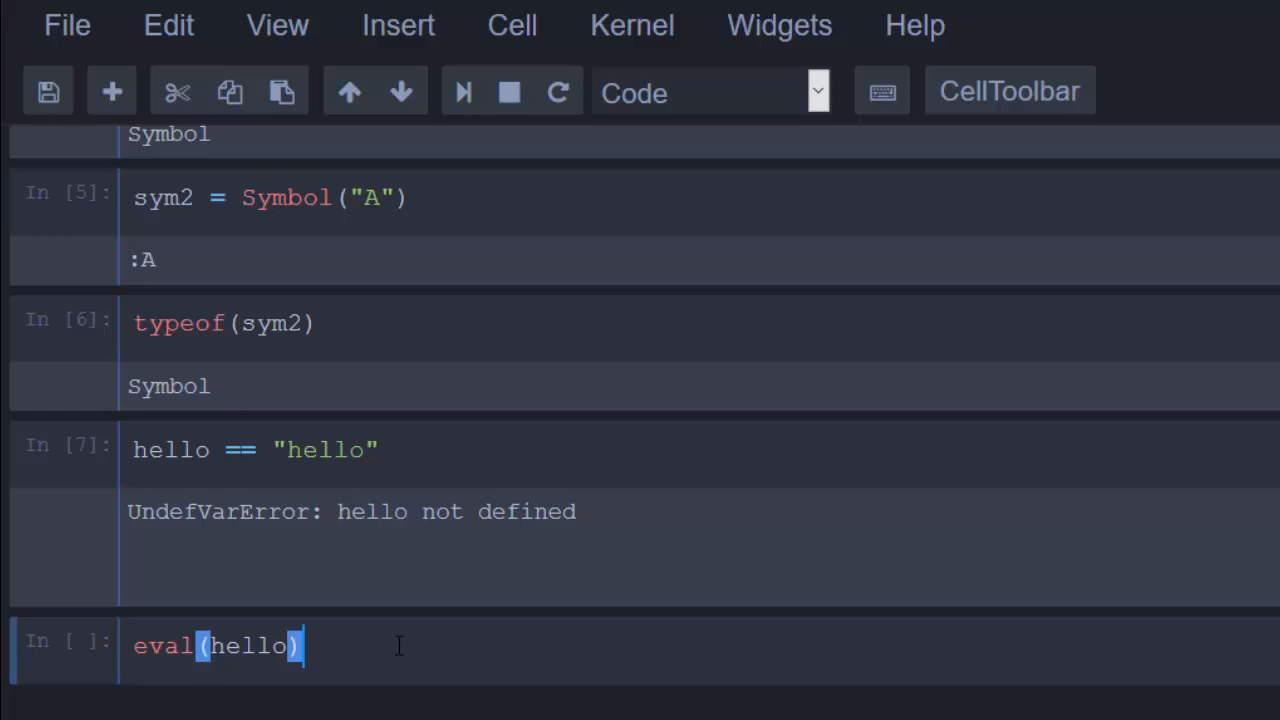 File Edit View Insert Cell Kernel Widgets Help
Code CellToolbar
Symbol
In [5]: sym2 = Symbol("A")
:A
In [6]: typeof(sym2)
Symbol
In [7]: hello == "hello"
UndefVarError: hello not defined
In [ ]: eval(hello)